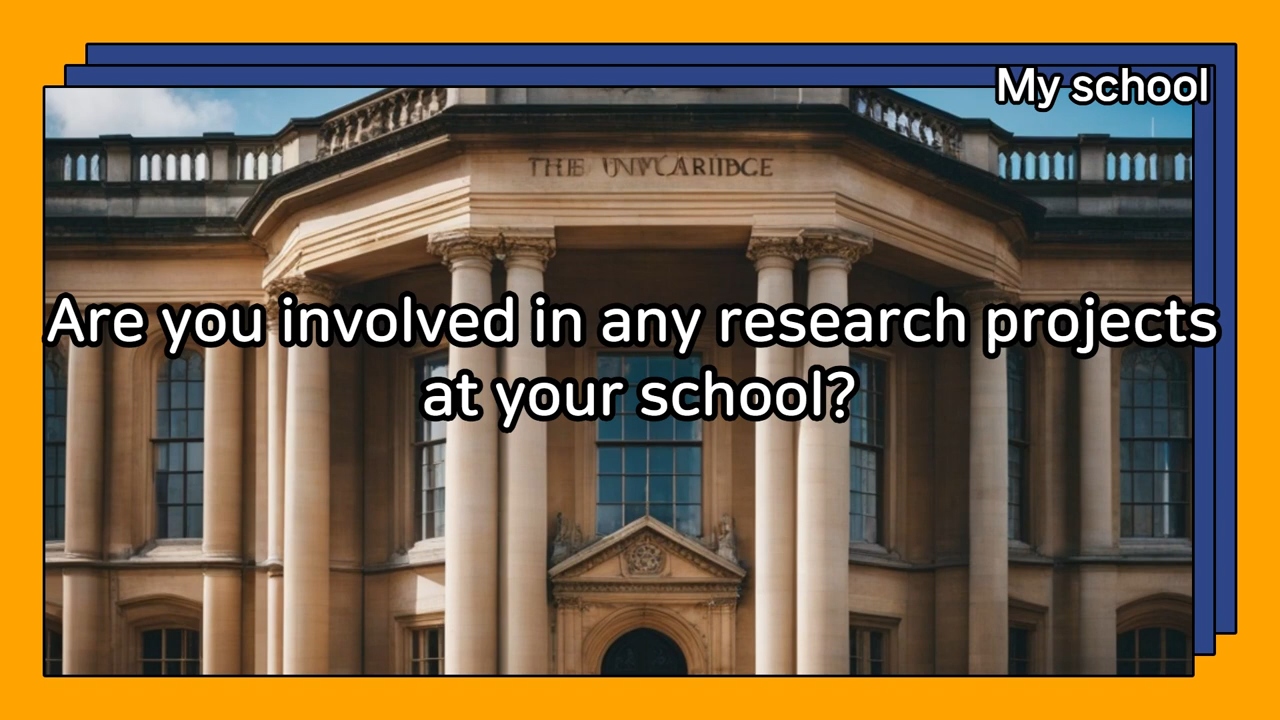 My school
THE
Are you involved in any research projects
at your school?